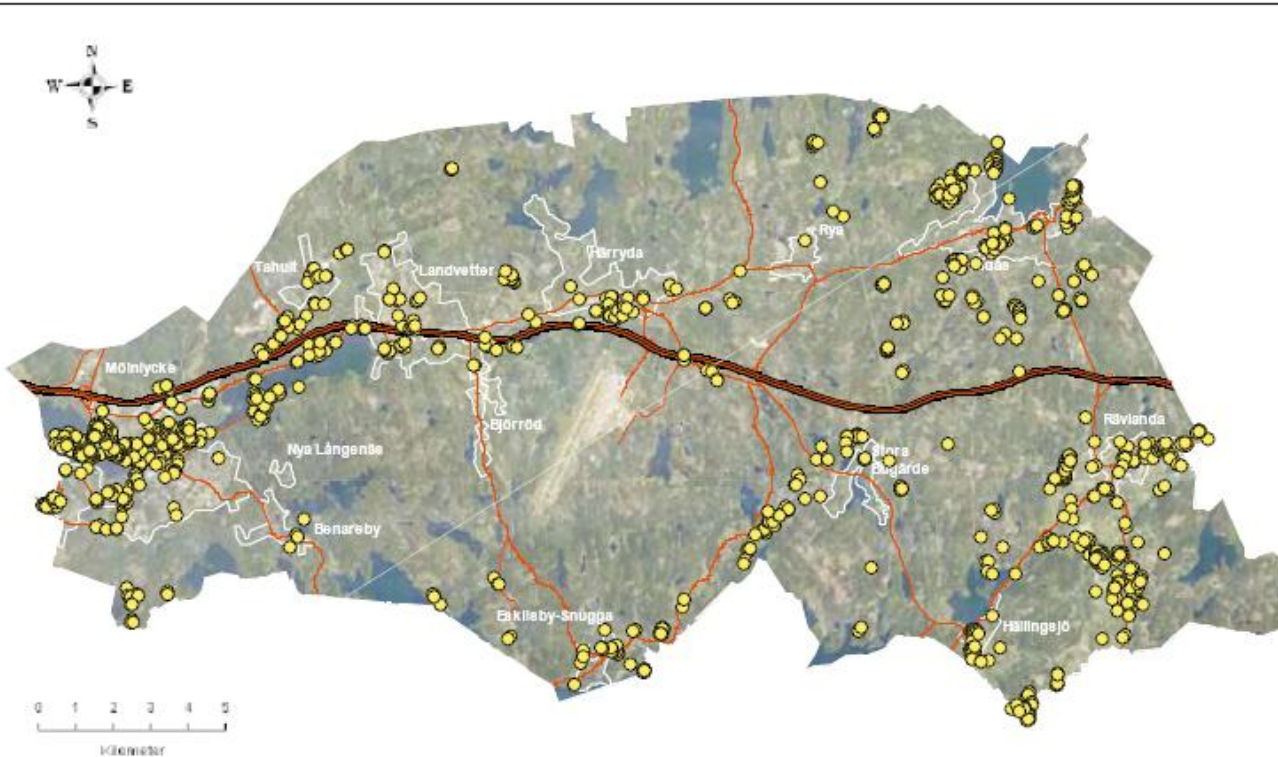 N
W E
S
Rya
Härryda
Tahult
Landvetter
Mölnlycke
Rävlanda
Björröd
Nya Långenäs
Stora
Bugärde
Benareby
Eskilsby-Snugga
Hällingsjö
0 1 2 3 4 5
Kilometer